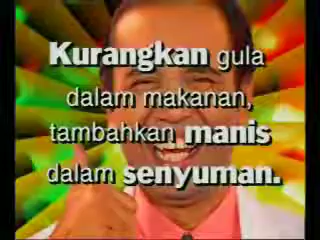 Kurangkan gula
dalam makanan,
tambahkan manis
dalam senyuman.